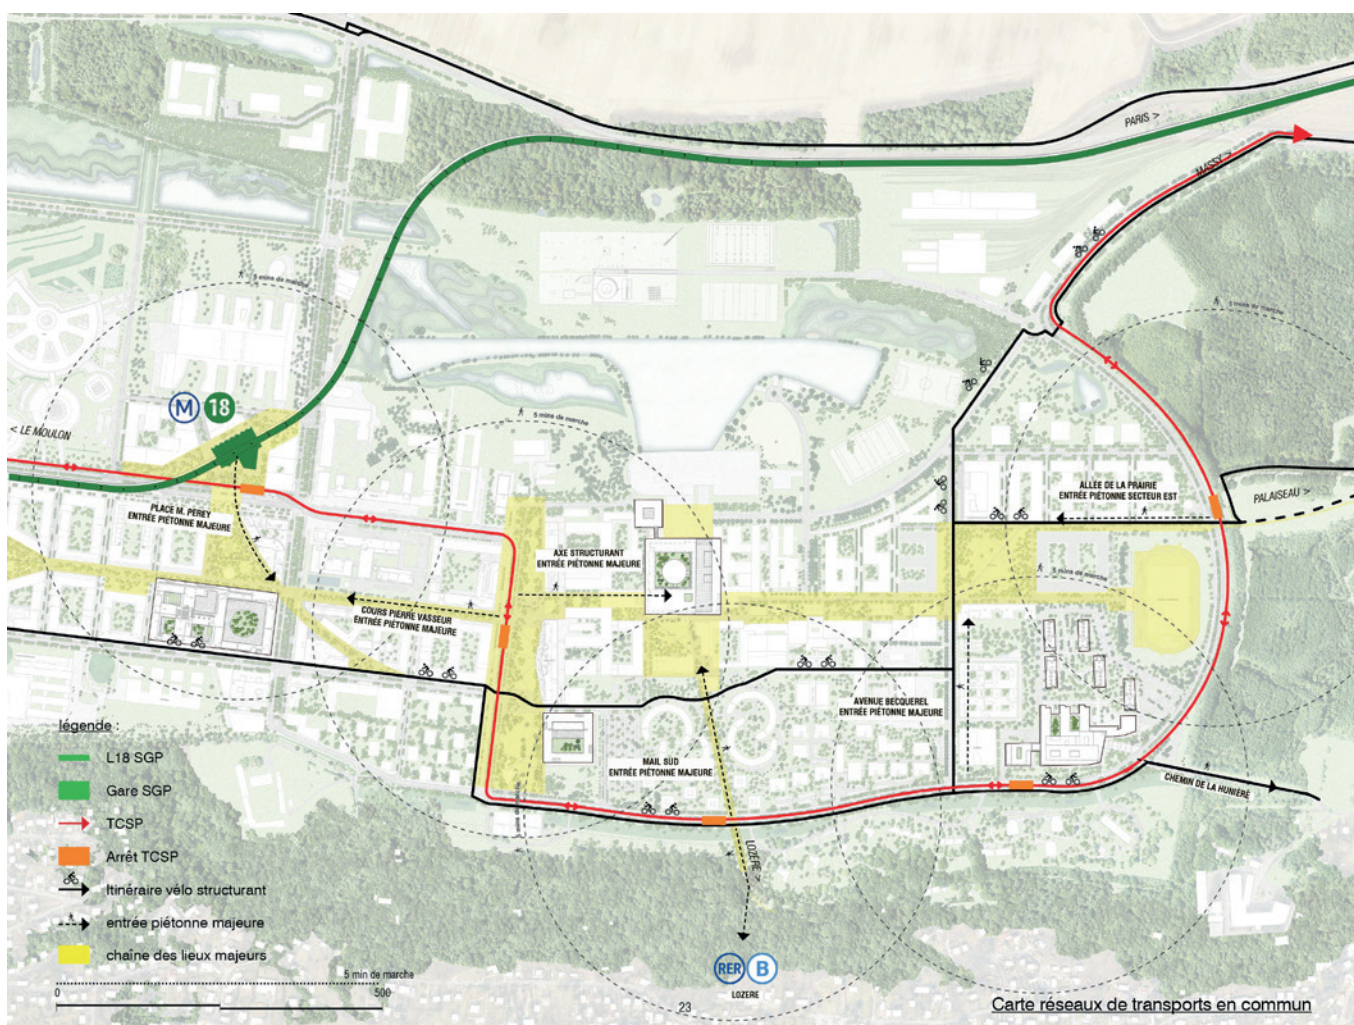 PARIS >
MASSY >
5 mins de marche
5 mins de marche
M 18
< LE MOULON
5 mins de marche
ALLÉE DE LA PRAIRIE
ENTRÉE PIÉTONNE SECTEUR EST
PALAISEAU >
PLACE M. PEREY
ENTRÉE PIÉTONNE MAJEURE
AXE STRUCTURANT
ENTRÉE PIÉTONNE MAJEURE
5 mins de marche
COURS PIERRE VASSEUR
ENTRÉE PIÉTONNE MAJEURE
AVENUE BECQUEREL
ENTRÉE PIÉTONNE MAJEURE
MAIL SUD
ENTRÉE PIÉTONNE MAJEURE
CHEMIN DE LA HUNIÈRE
LOZÈRE >
légende :
L18 SGP
Gare SGP
TCSP
Arrêt TCSP
Itinéraire vélo structurant
entrée piétonne majeure
chaîne des lieux majeurs
5 min de marche
0 500
RER B
LOZERE
23
Carte réseaux de transports en commun